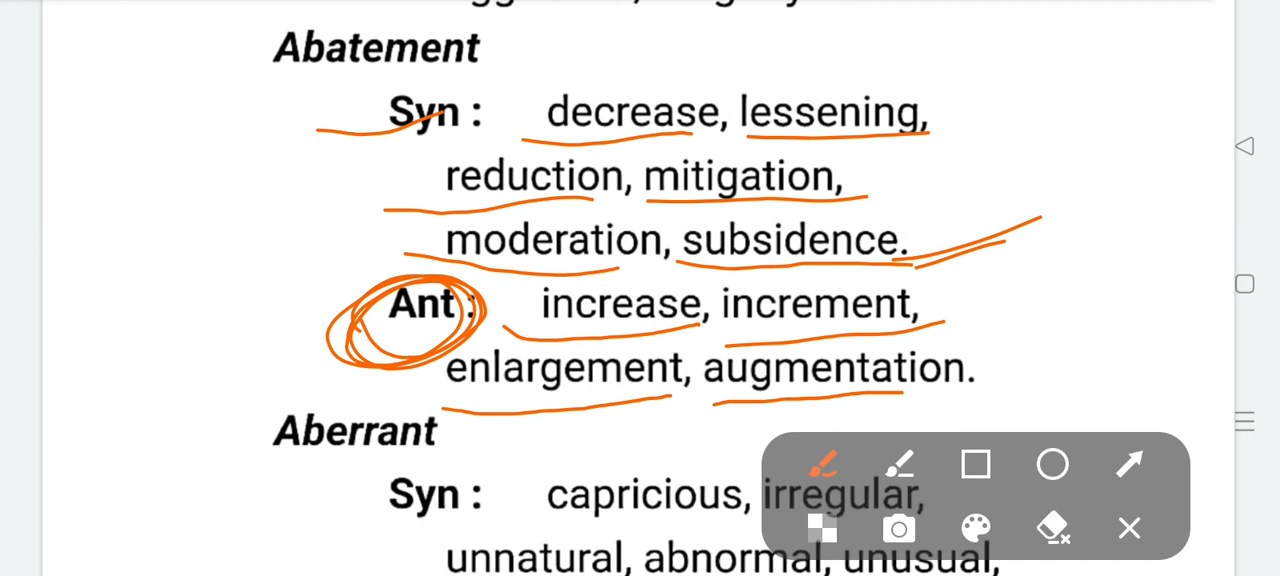 Abatement
Syn : decrease, lessening,
reduction, mitigation,
moderation, subsidence.
Ant : increase, increment,
enlargement, augmentation.
Aberrant
Syn : capricious, irregular,
unnatural, abnormal, unusual,